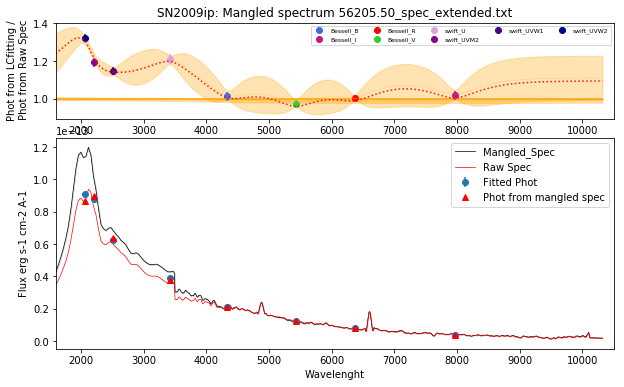 SN2009ip: Mangled spectrum 56205.50_spec_extended.txt
Phot from LCfitting /
Phot from Raw Spec
1.4
1.2
1.0
Bessell_B
Bessell_R
swift_U
swift_UVW1
swift_UVW2
Bessell_I
Bessell_V
swift_UVM2
2000
3000
4000
5000
6000
7000
8000
9000
10000
1e−13
Flux erg s-1 cm-2 A-1
1.2
1.0
0.8
0.6
0.4
0.2
0.0
Mangled_Spec
Raw Spec
Fitted Phot
Phot from mangled spec
2000
3000
4000
5000
6000
7000
8000
9000
10000
Wavelenght